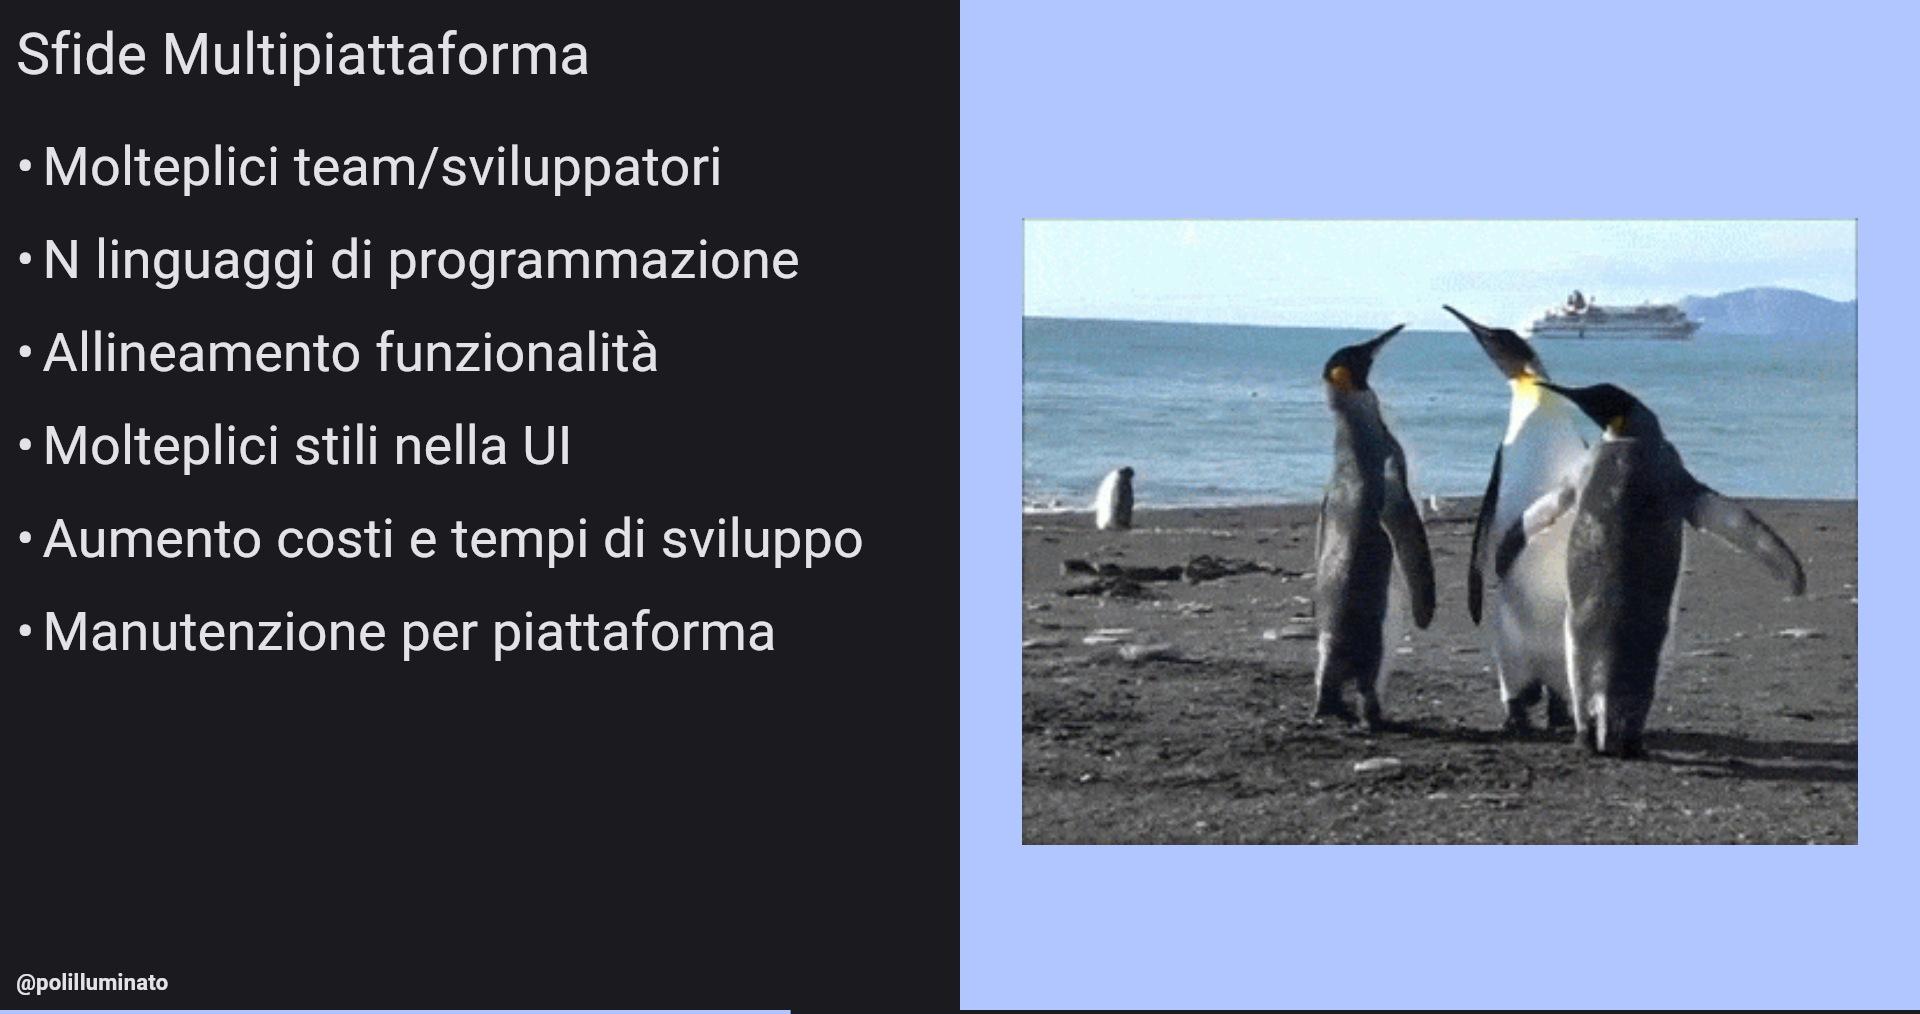 Sfide Multipiattaforma
• Molteplici team/sviluppatori
• N linguaggi di programmazione
• Allineamento funzionalità
• Molteplici stili nella UI
• Aumento costi e tempi di sviluppo
• Manutenzione per piattaforma
@polilluminato